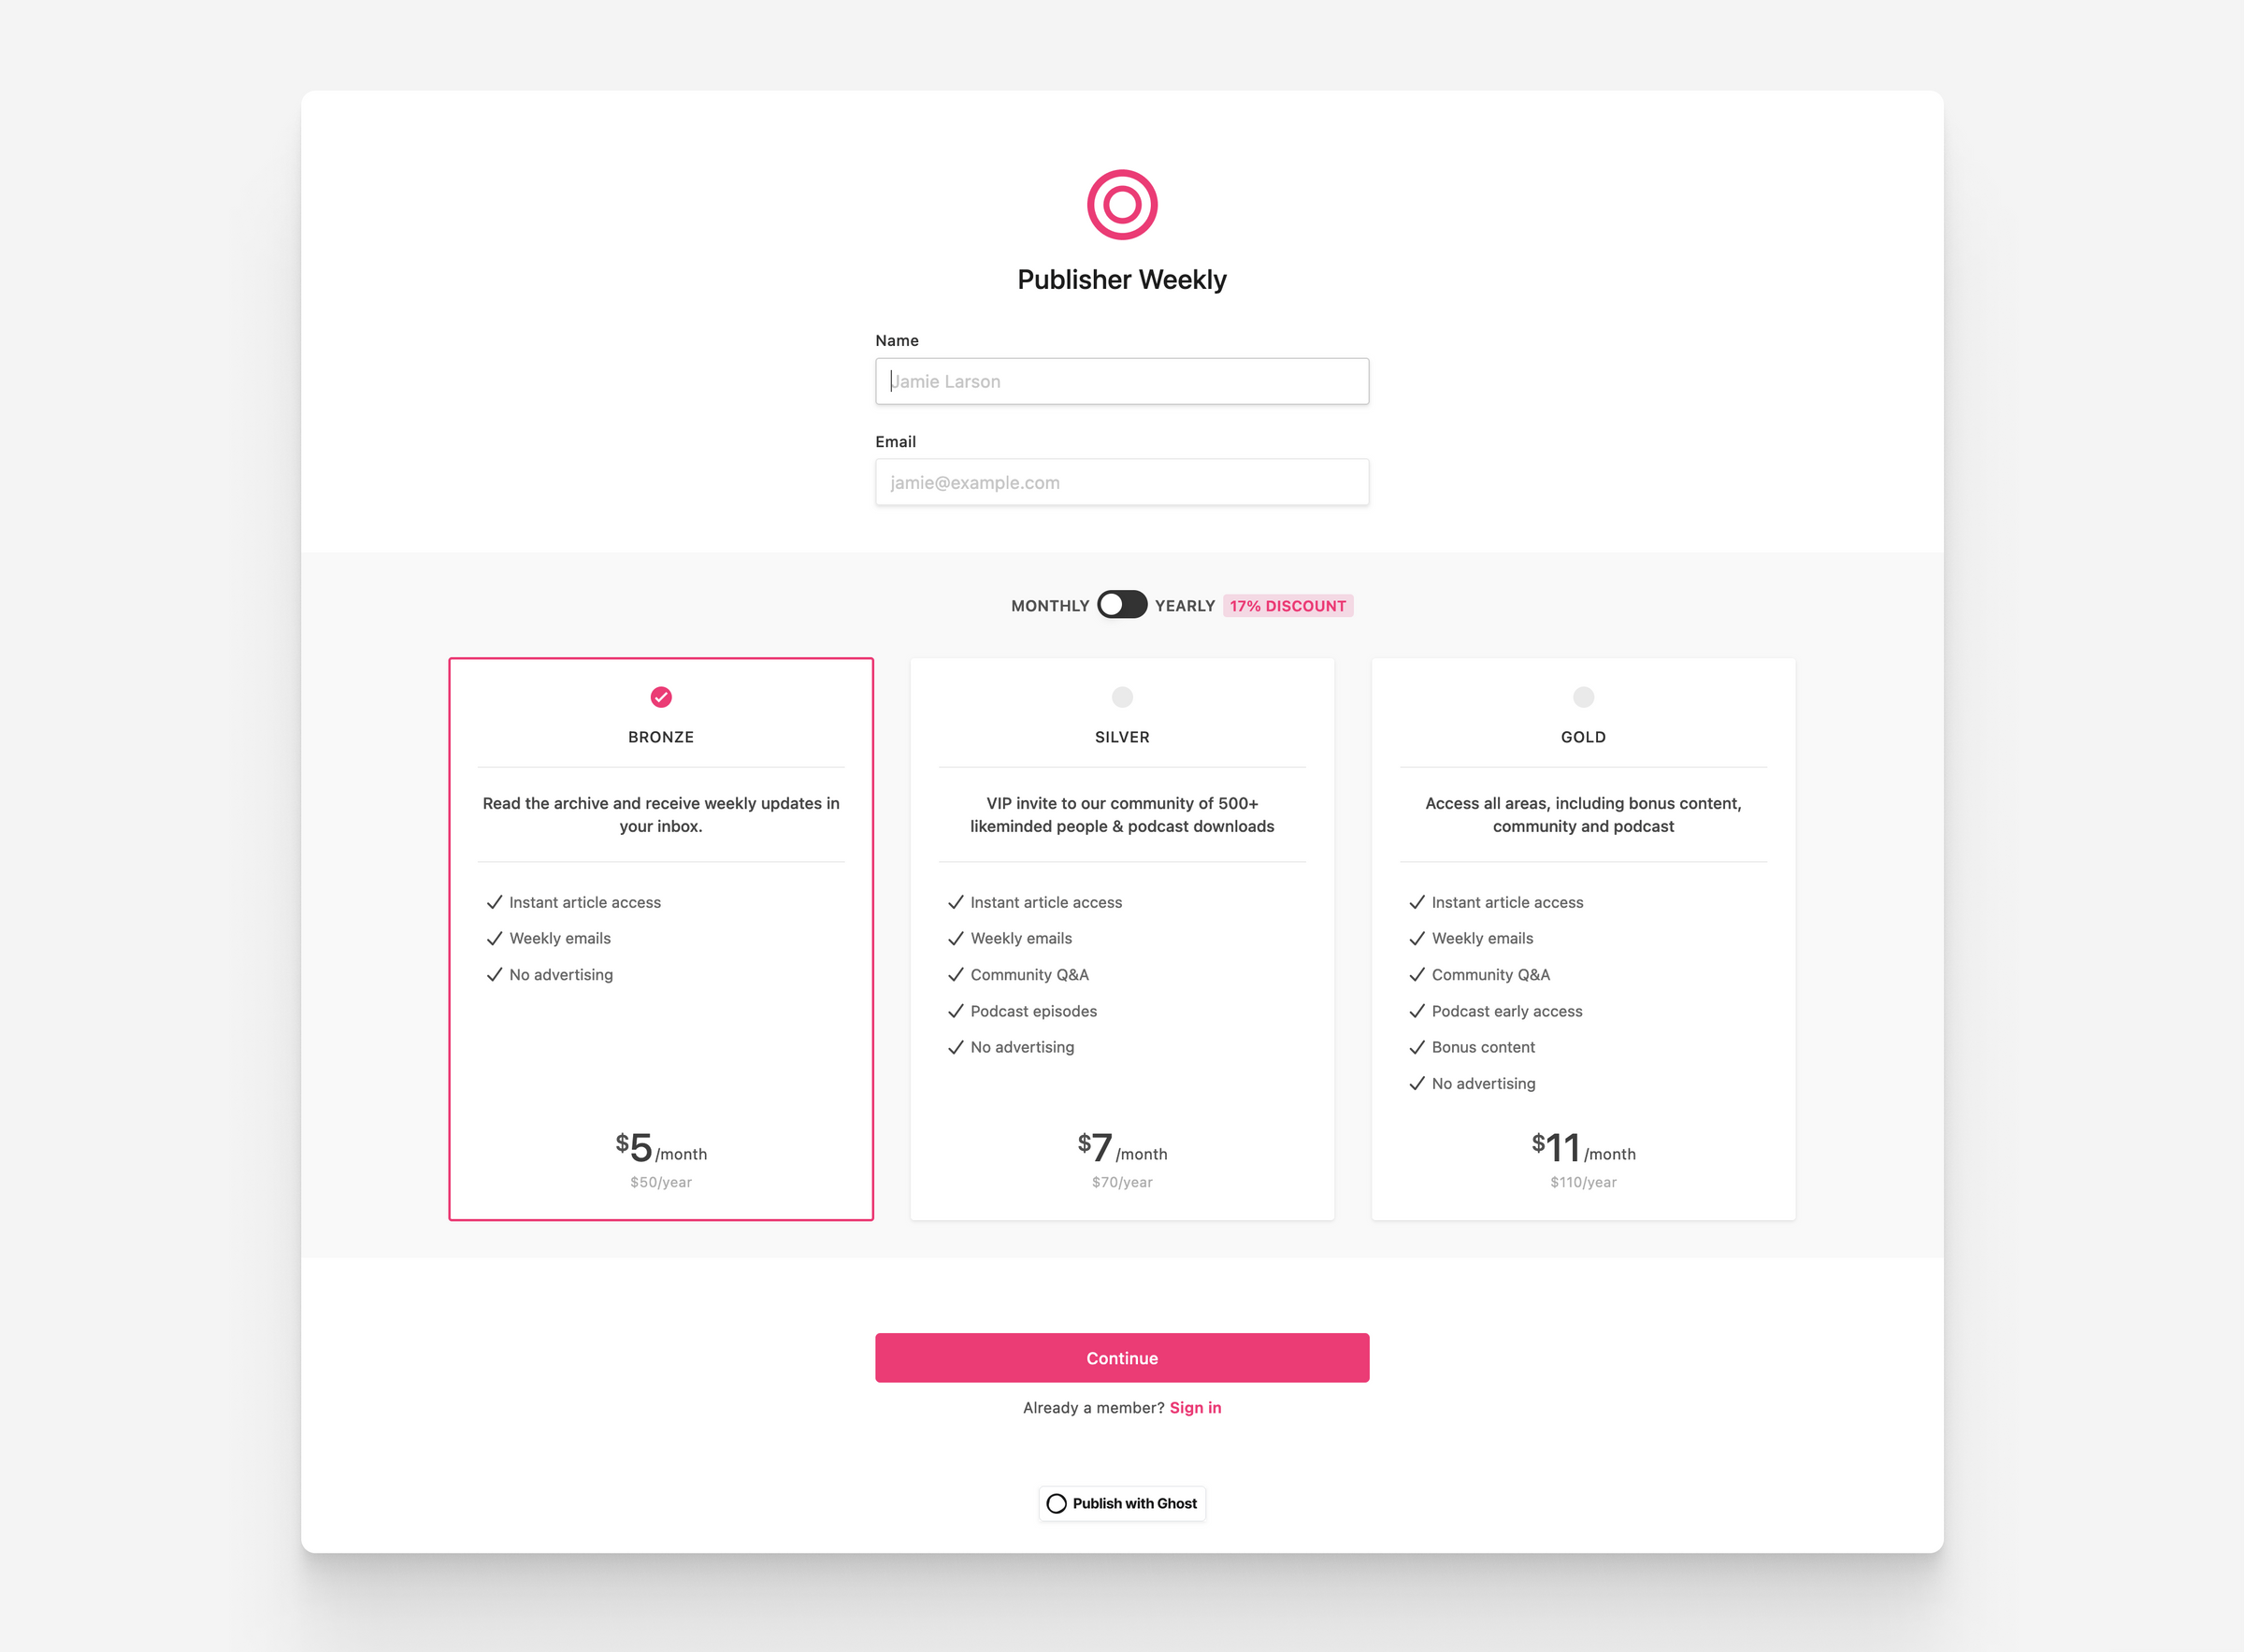 Publisher Weekly
Name
Jamie Larson
Email
jamie@example.com
MONTHLY YEARLY 17% DISCOUNT
BRONZE
Read the archive and receive weekly updates in
your inbox.
Instant article access
Weekly emails
No advertising
$5/month
$50/year
SILVER
VIP invite to our community of 500+
likeminded people & podcast downloads
Instant article access
Weekly emails
Community Q&A
Podcast episodes
No advertising
$7/month
$70/year
GOLD
Access all areas, including bonus content,
community and podcast
Instant article access
Weekly emails
Community Q&A
Podcast early access
Bonus content
No advertising
$11/month
$110/year
Continue
Already a member? Sign in
Publish with Ghost